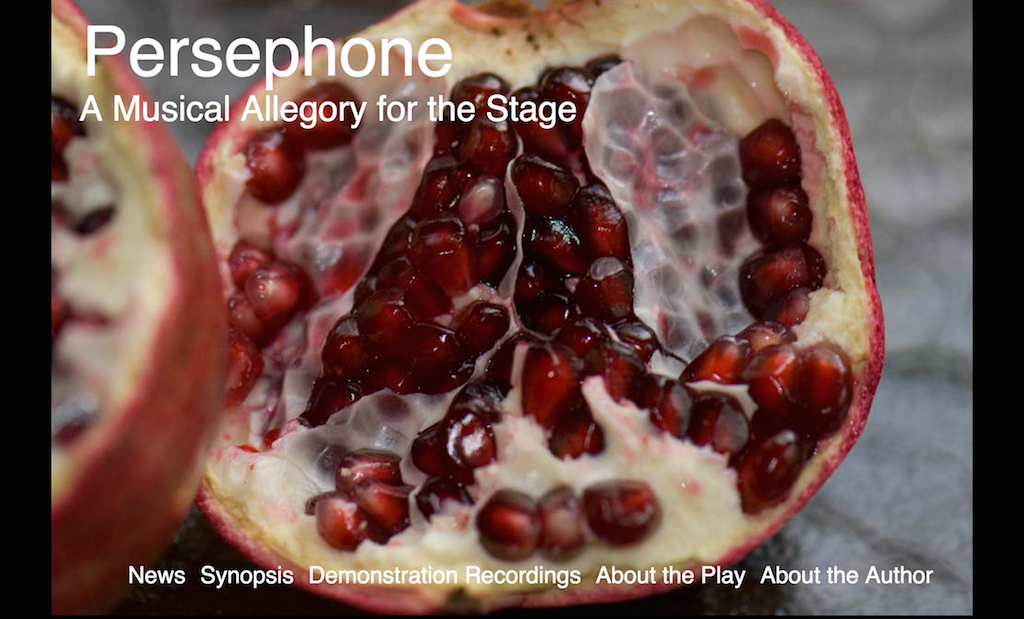 Persephone
A Musical Allegory for the Stage
News Synopsis Demonstration Recordings About the Play About the Author